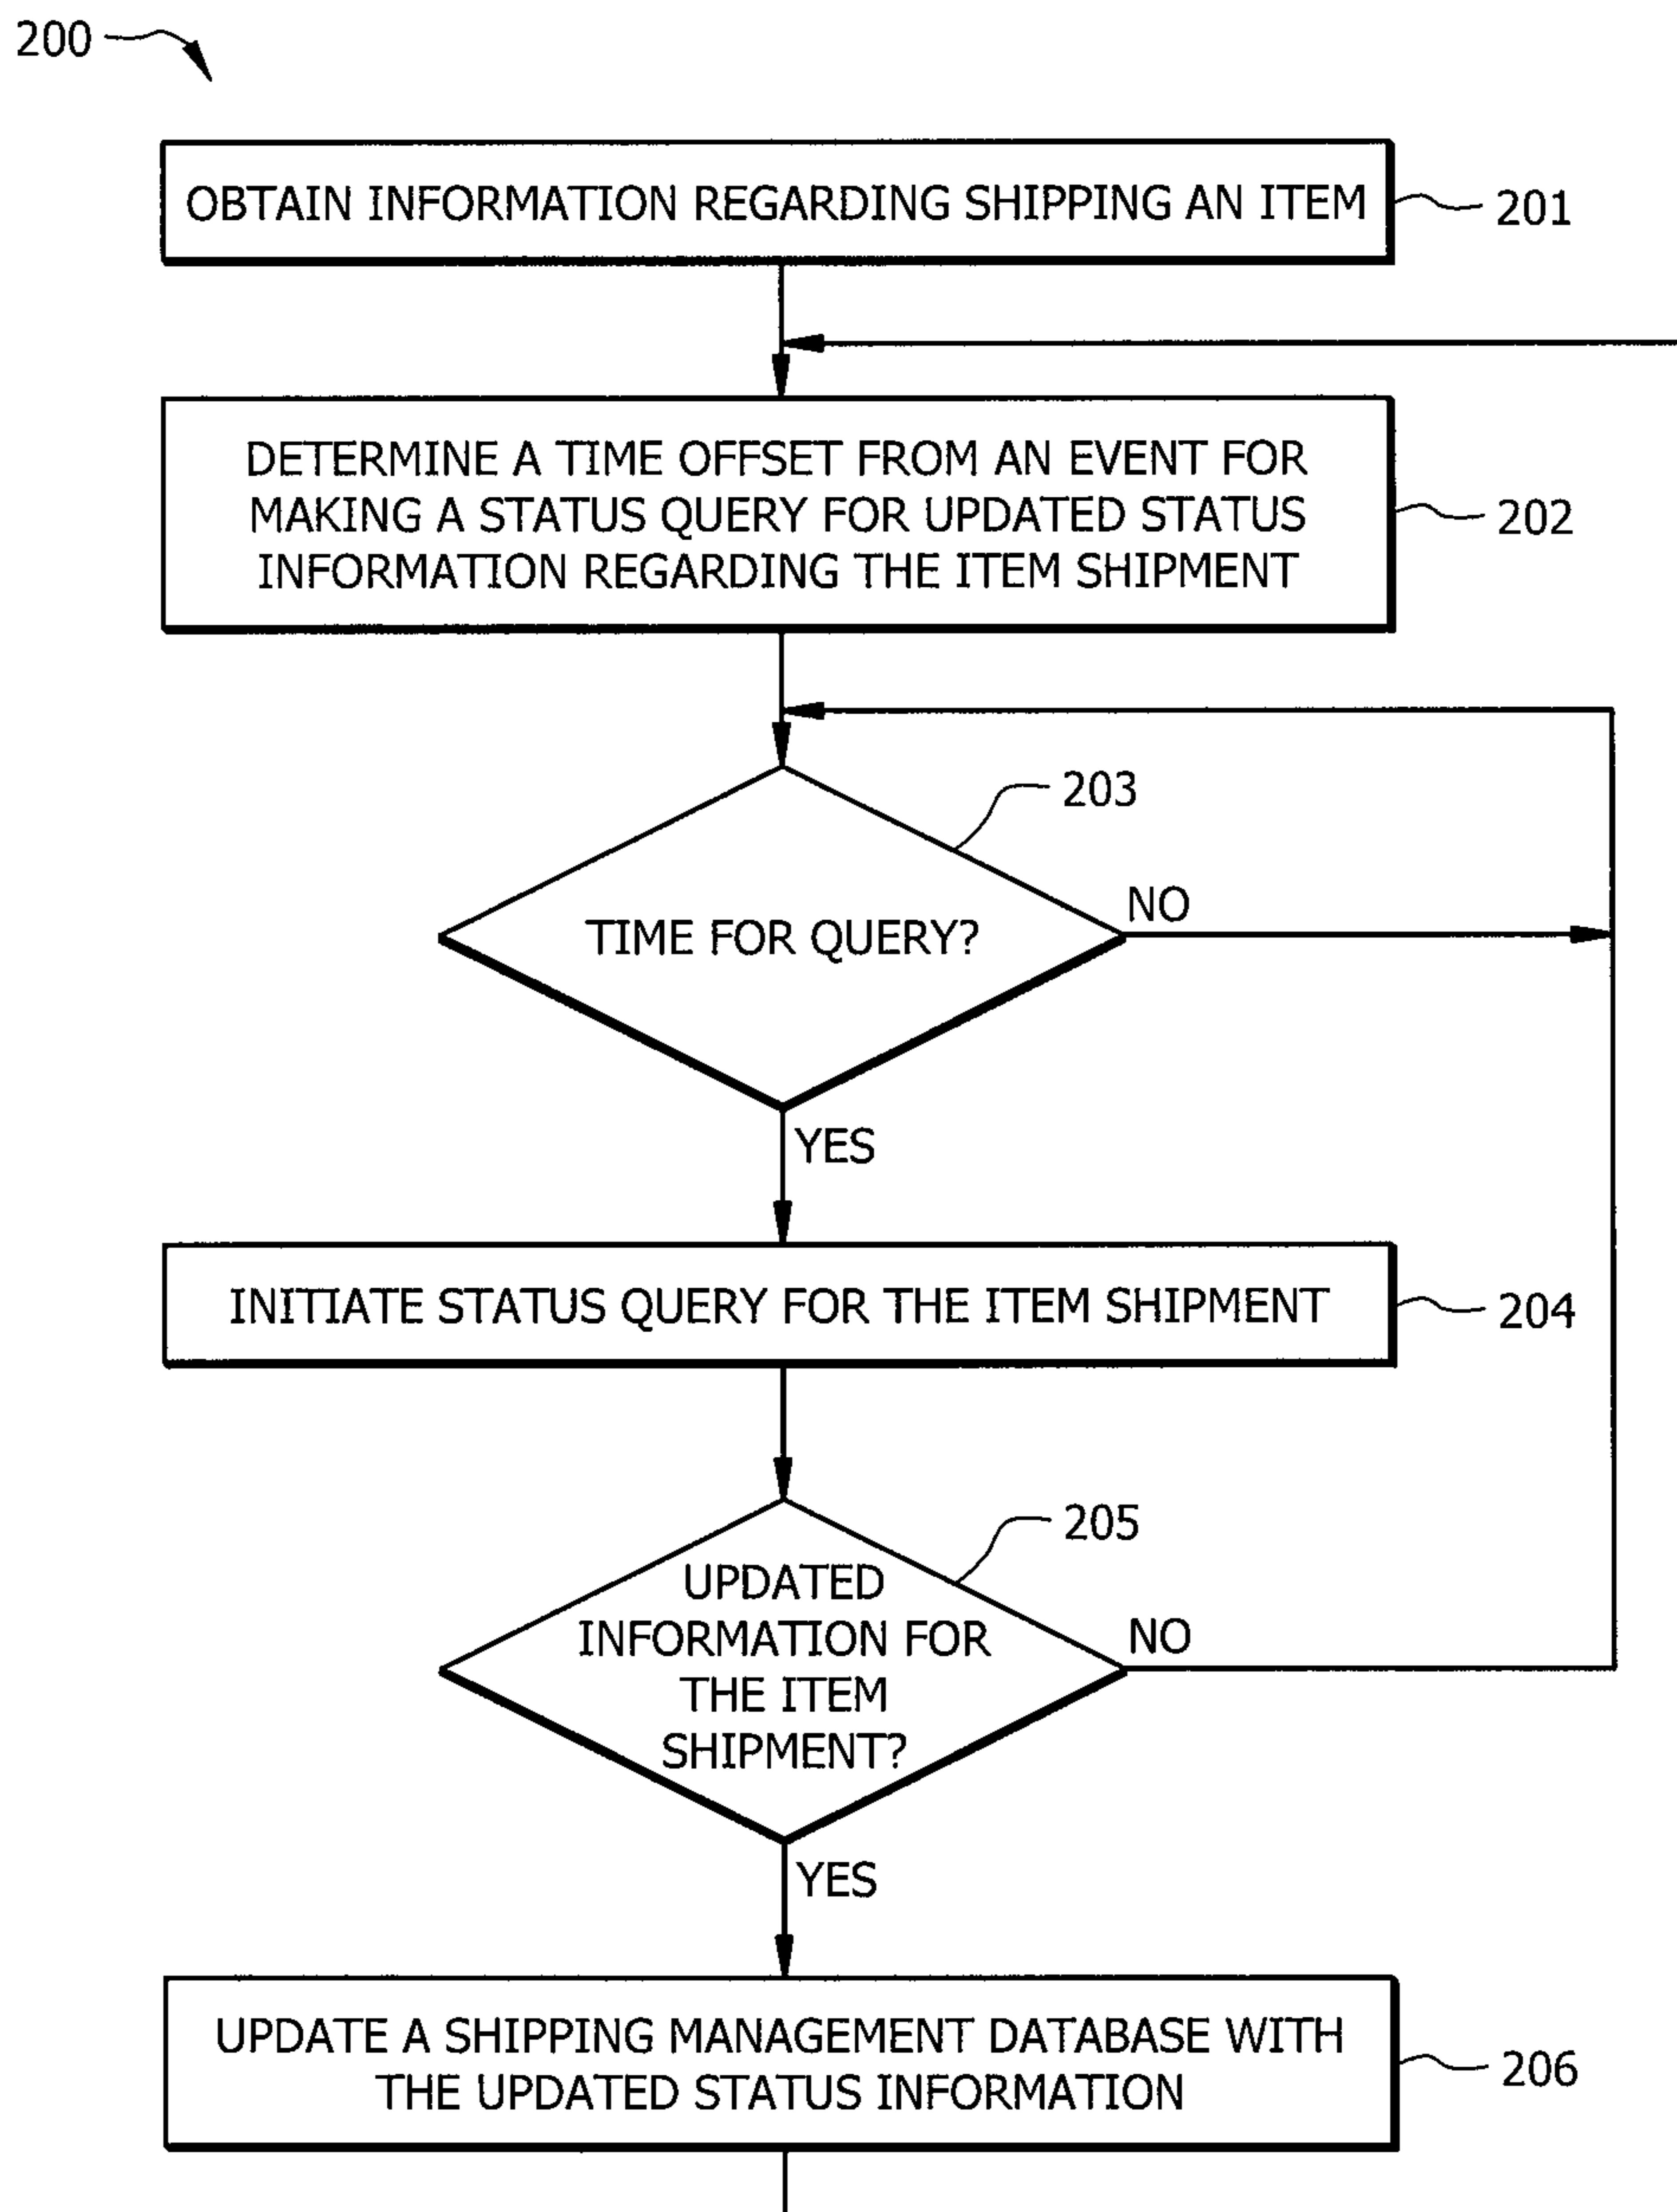 200
OBTAIN INFORMATION REGARDING SHIPPING AN ITEM
201
DETERMINE A TIME OFFSET FROM AN EVENT FOR
MAKING A STATUS QUERY FOR UPDATED STATUS
INFORMATION REGARDING THE ITEM SHIPMENT
202
203
TIME FOR QUERY?
NO
YES
INITIATE STATUS QUERY FOR THE ITEM SHIPMENT
204
205
UPDATED
INFORMATION FOR
THE ITEM
SHIPMENT?
NO
YES
UPDATE A SHIPPING MANAGEMENT DATABASE WITH
THE UPDATED STATUS INFORMATION
206